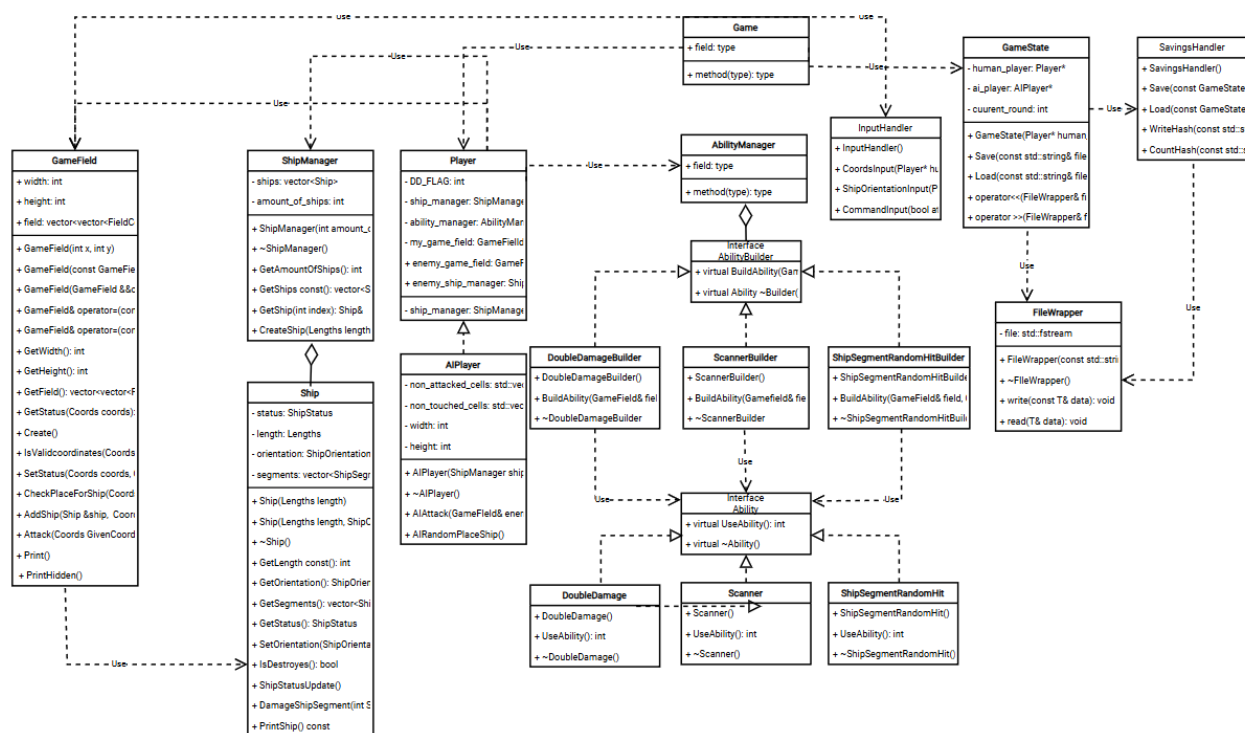 Use
Game
+ field: type
+ method(type): type
Use
Use
Use
Use
GameState
- human_player: Player*
- ai_player: AIPlayer*
- cuurent_round: int
+ GameState(Player* human_
+ Save(const std::string& file
+ Load(const std::string& file
+ operator<<(FileWrapper& fi
+ operator >>(FileWrapper& f
Use
SavingsHandler
+ SavingsHandler()
+ Save(const GameState
+ Load(const GameState
+ WriteHash(const std::s
+ CountHash(const std::s
InputHandler
+ InputHandler()
+ CoordsInput(Player* hu
+ ShipOrientationInput(P
+ CommandInput(bool at
AbilityManager
+ field: type
+ method(type): type
GameField
+ width: int
+ height: int
+ field: vector<vector<FieldC
+ GameField(int x, int y)
+ GameField(const GameFie
+ GameField(GameField &&c
+ GameField& operator=(cor
+ GameField& operator=(cor
+ GetWidth(): int
+ GetHeight(): int
+ GetField(): vector<vector<F
+ GetStatus(Coords coords):
+ Create()
+ IsValidcoordinates(Coords
+ SetStatus(Coords coords,
+ CheckPlaceForShip(Coord
+ AddShip(Ship &ship, Coor
+ Attack(Coords GivenCoord
+ Print()
+ PrintHidden()
Use
ShipManager
- ships: vector<Ship>
- amount_of_ships: int
+ ShipManager(int amount_c
+ ~ShipManager()
+ GetAmountOfShips(): int
+ GetShips const(): vector<S
+ GetShip(int index): Ship&
+ CreateShip(Lengths length
Ship
- status: ShipStatus
- length: Lengths
- orientation: ShipOrientation
- segments: vector<ShipSegr
+ Ship(Lengths length)
+ Ship(Lengths length, ShipC
+ ~Ship()
+ GetLength const(): int
+ GetOrientation(): ShipOrien
+ GetSegments(): vector<Shi
+ GetStatus(): ShipStatus
+ SetOrientation(ShipOrienta
+ IsDestroyes(): bool
+ ShipStatusUpdate()
+ DamageShipSegment(int S
+ PrintShip() const
Player
- DD_FLAG: int
- ship_manager: ShipManage
- ability_manager: AbilityMar
- my_game_field: GameFielld
- enemy_game_field: GameF
+ enemy_ship_manager: Ship
- ship_manager: ShipManage
Use
AIPlayer
- non_attacked_cells: std::vec
- non_touched_cells: std::vec
- width: int
- height: int
+ AIPlayer(ShipManager ship
+ ~AIPlayer()
+ AIAttack(GameField& ener
+ AIRandomPlaceShip()
Interface
AbilityBuilder
+ virtual BuildAbility(Gam
+ virtual Ability ~Builder(
DoubleDamageBuilder
+ DoubleDamageBuilder()
+ BuildAbility(GameField& fiel
+ ~DoubleDamageBuilder
ScannerBuilder
+ ScannerBuilder()
+ BuildAbility(Gamefield& fiel
+ ~ScannerBuilder
ShipSegmentRandomHitBuilder
+ ShipSegmentRandomHitBuilder
+ BuildAbility(GameField& field,
+ ~ShipSegmentRandomHitBuil
Use
Use
Use
Interface
Ability
+ virtual UseAbility(): int
+ virtual ~Ability()
DoubleDamage
+ DoubleDamage()
+ UseAbility(): int
+ ~DoubleDamage()
Scanner
+ Scanner()
+ UseAbility(): int
+ ~Scanner()
ShipSegmentRandomHit
+ ShipSegmentRandomHit()
+ UseAbility(): int
+ ~ShipSegmentRandomHit()
Use
Use
FileWrapper
- file: std::fstream
+ FileWrapper(const std::stri
+ ~FIleWrapper()
+ write(const T& data): void
+ read(T& data): void